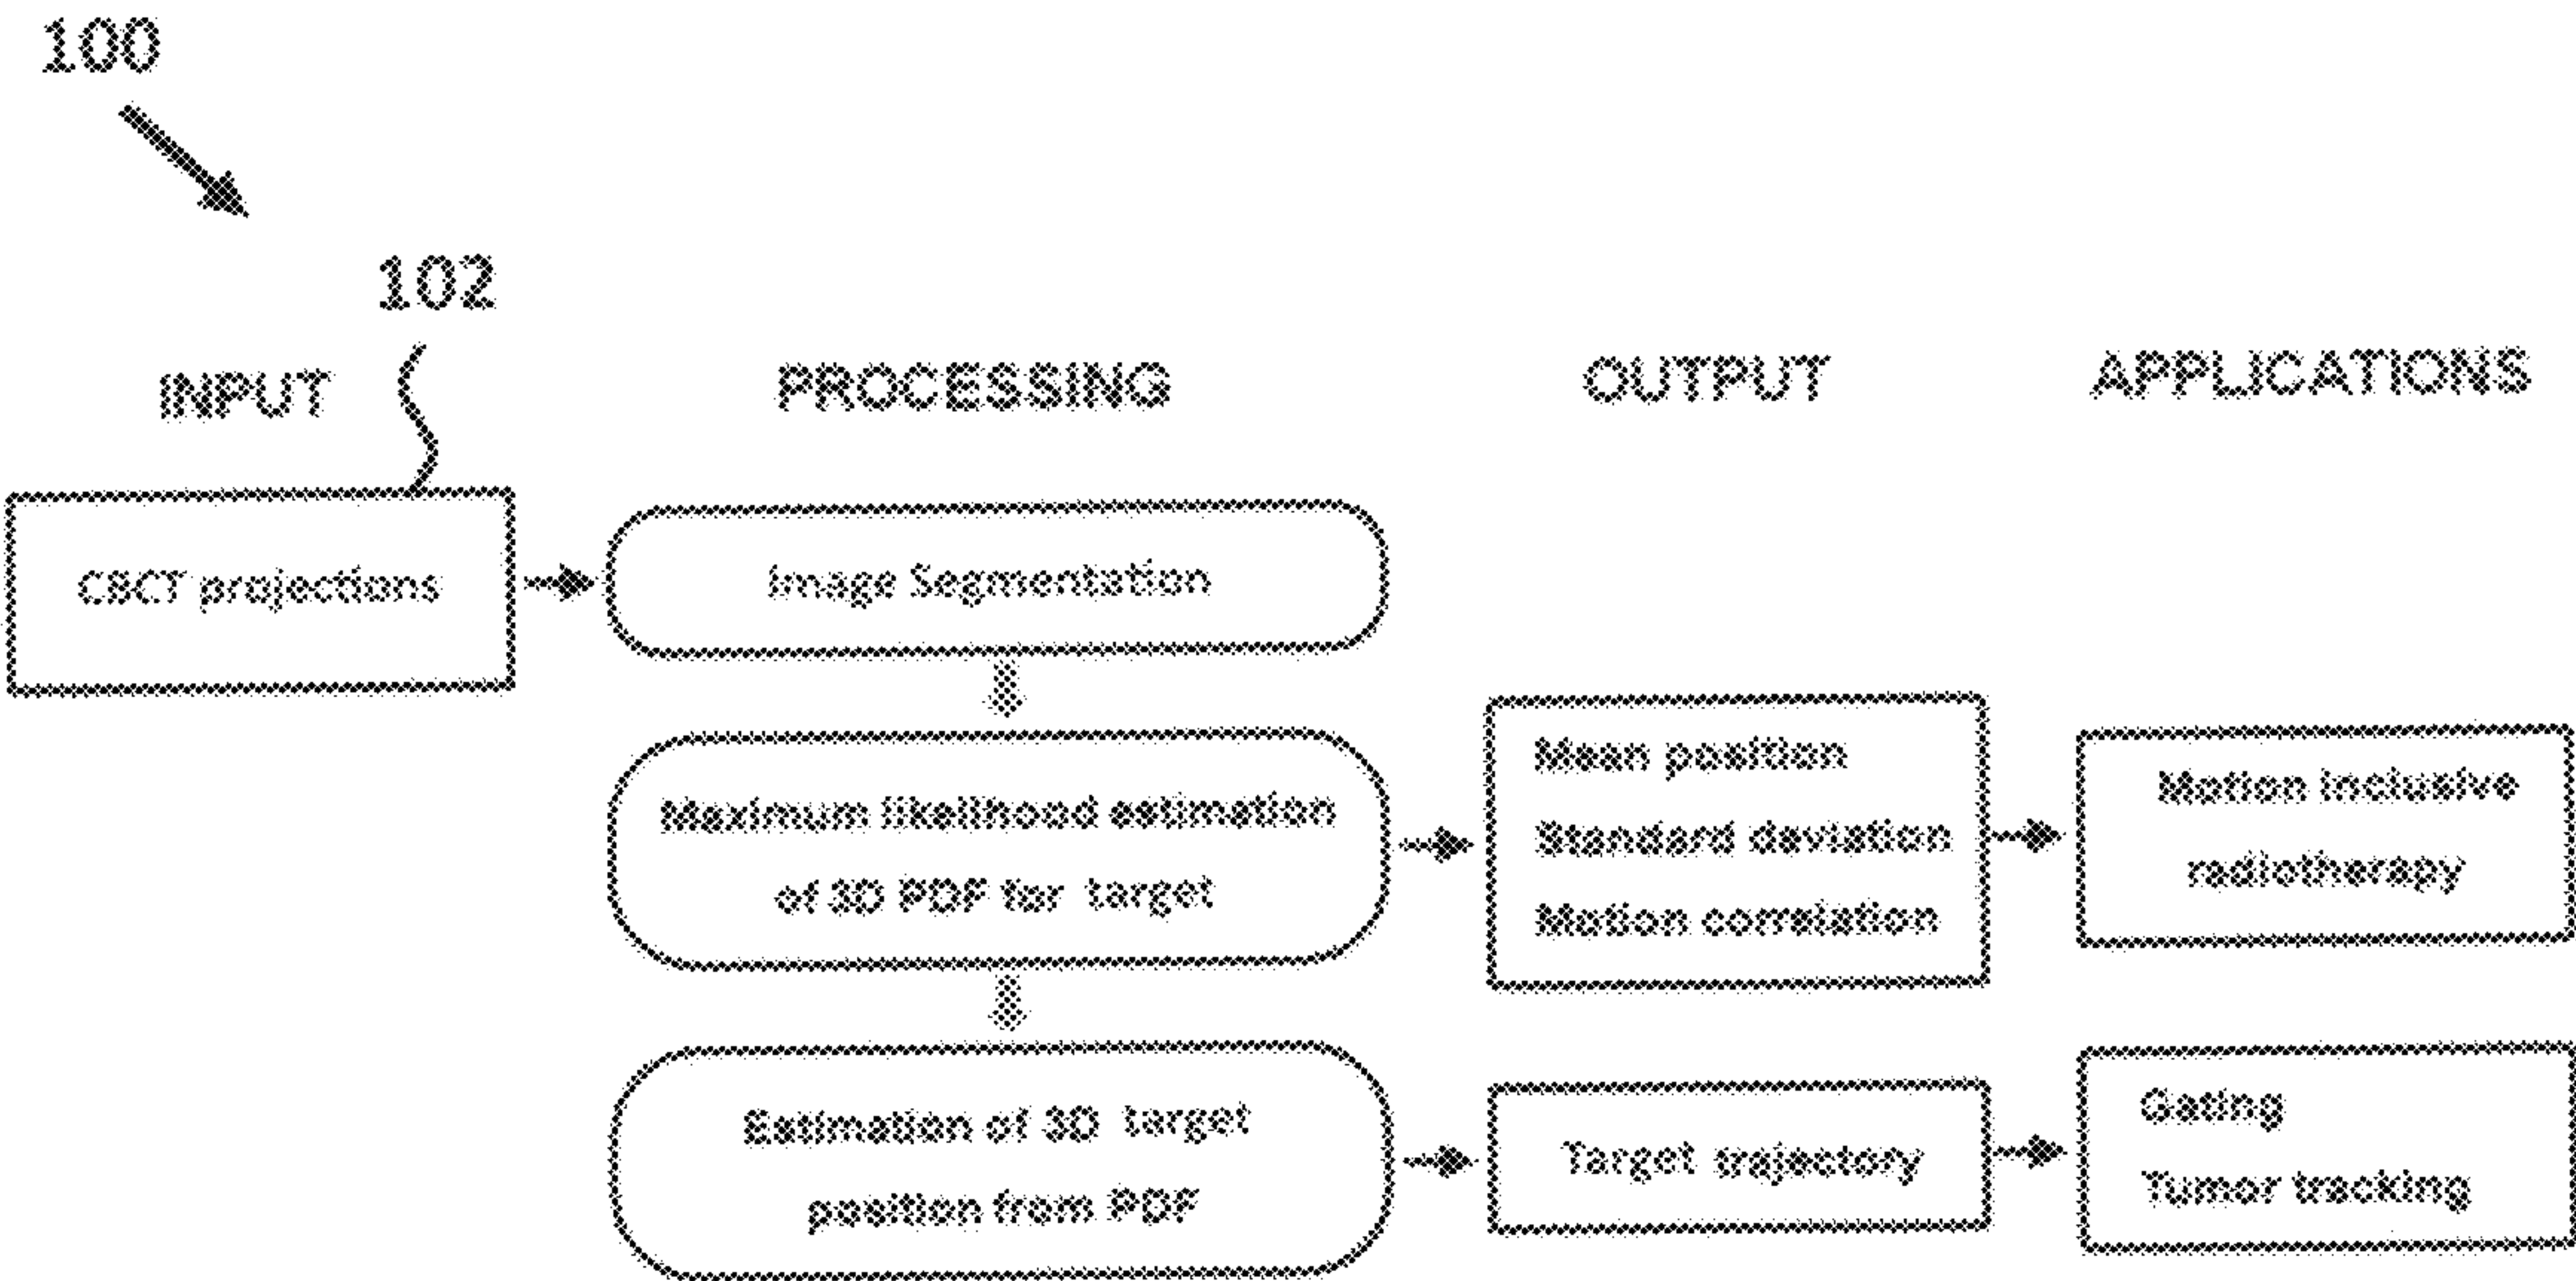 100
102
INPUT
PROCESSING
OUTPUT
APPLICATIONS
CBCT projections
Image Segmentation
Maximum likelihood estimation
of 3D PDF for target
Mean position
Standard deviation
Motion correlation
Motion inclusive
radiotherapy
Estimation of 3D target
position from PDF
Target trajectory
Gating
Tumor tracking